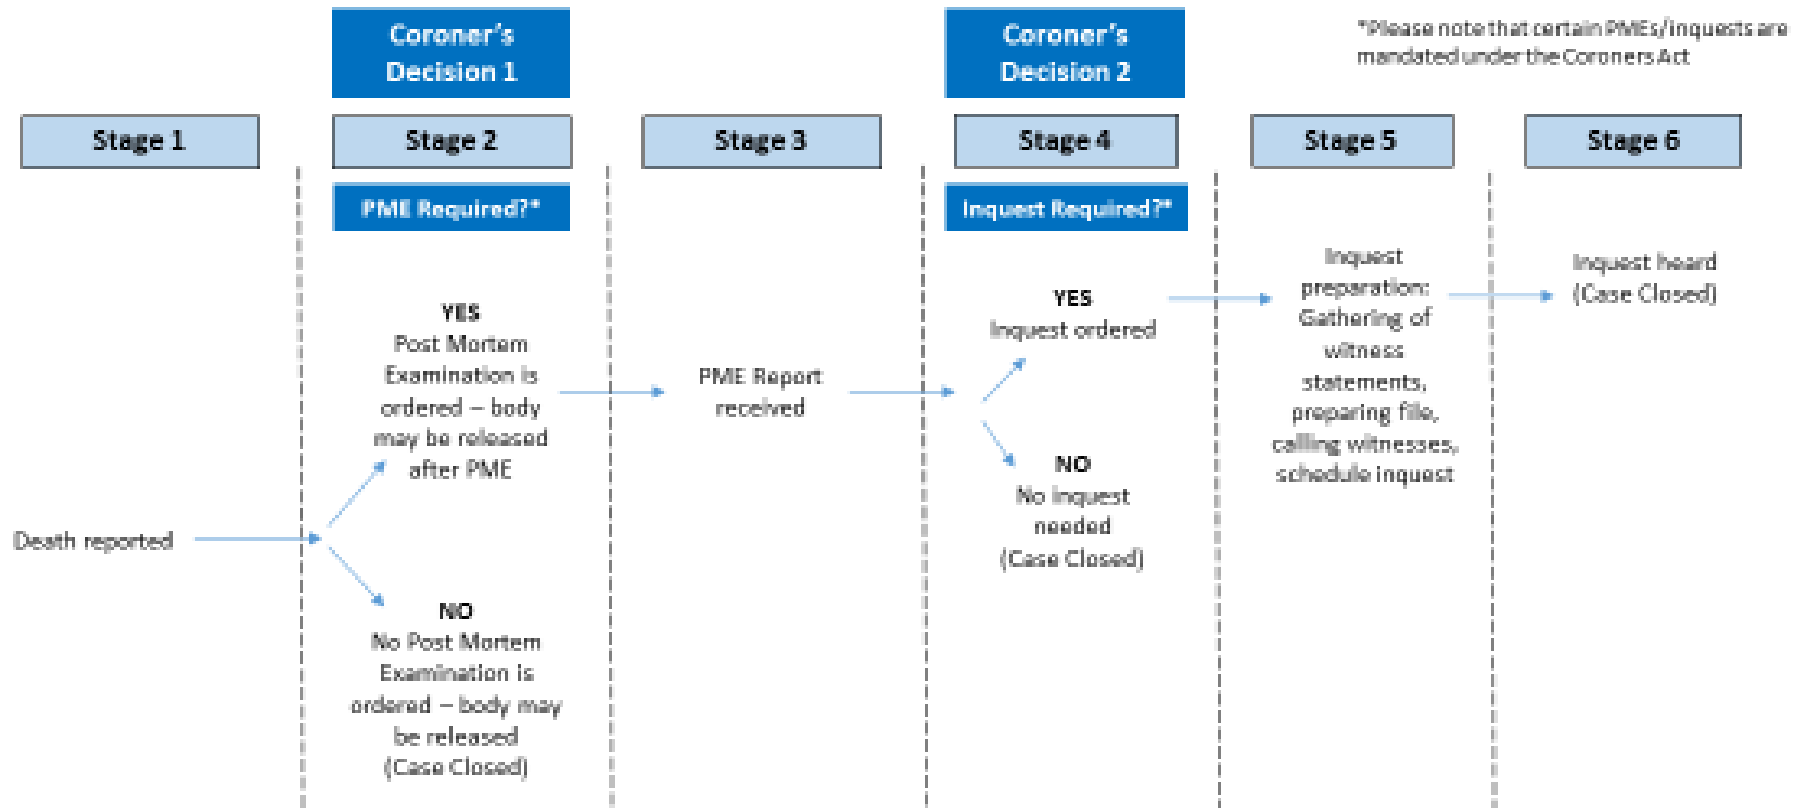 Coroner's
Decision 1
Coroner's
Decision 2
*Please note that certain PMEs/inquests are
mandated under the Coroners Act
Stage 1
Stage 2
Stage 3
Stage 4
Stage 5
Stage 6
PME Required?*
Inquest Required?*
Death reported
YES
Post Mortem
Examination is
ordered – body
may be released
after PME
NO
No Post Mortem
Examination is
ordered – body may
be released
(Case Closed)
PME Report
received
YES
Inquest ordered
NO
No inquest
needed
(Case Closed)
Inquest
preparation:
Gathering of
witness
statements,
preparing file,
calling witnesses,
schedule inquest
Inquest heard
(Case Closed)